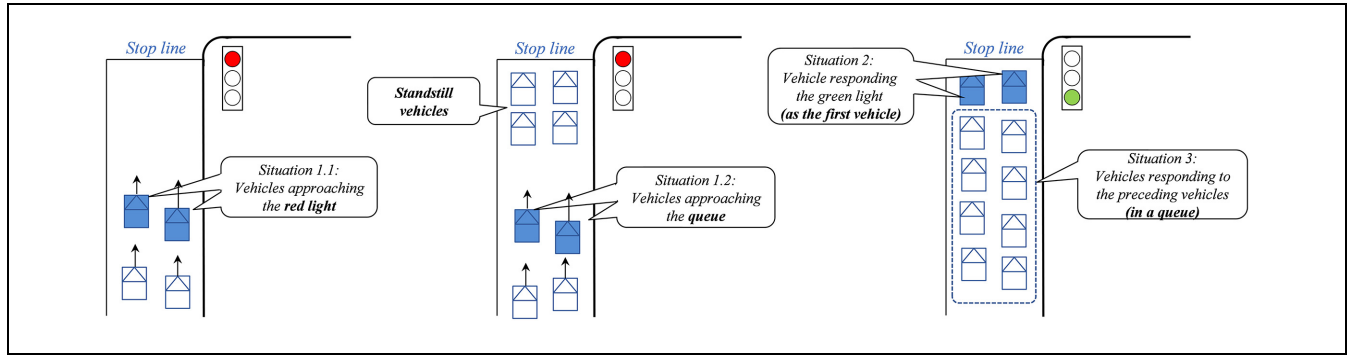 Stop line
Situation 1.1:
Vehicles approaching
the red light
Stop line
Standstill
vehicles
Situation 1.2:
Vehicles approaching
the queue
Stop line
Situation 2:
Vehicle responding
the green light
(as the first vehicle)
Situation 3:
Vehicles responding to
the preceding vehicles
(in a queue)